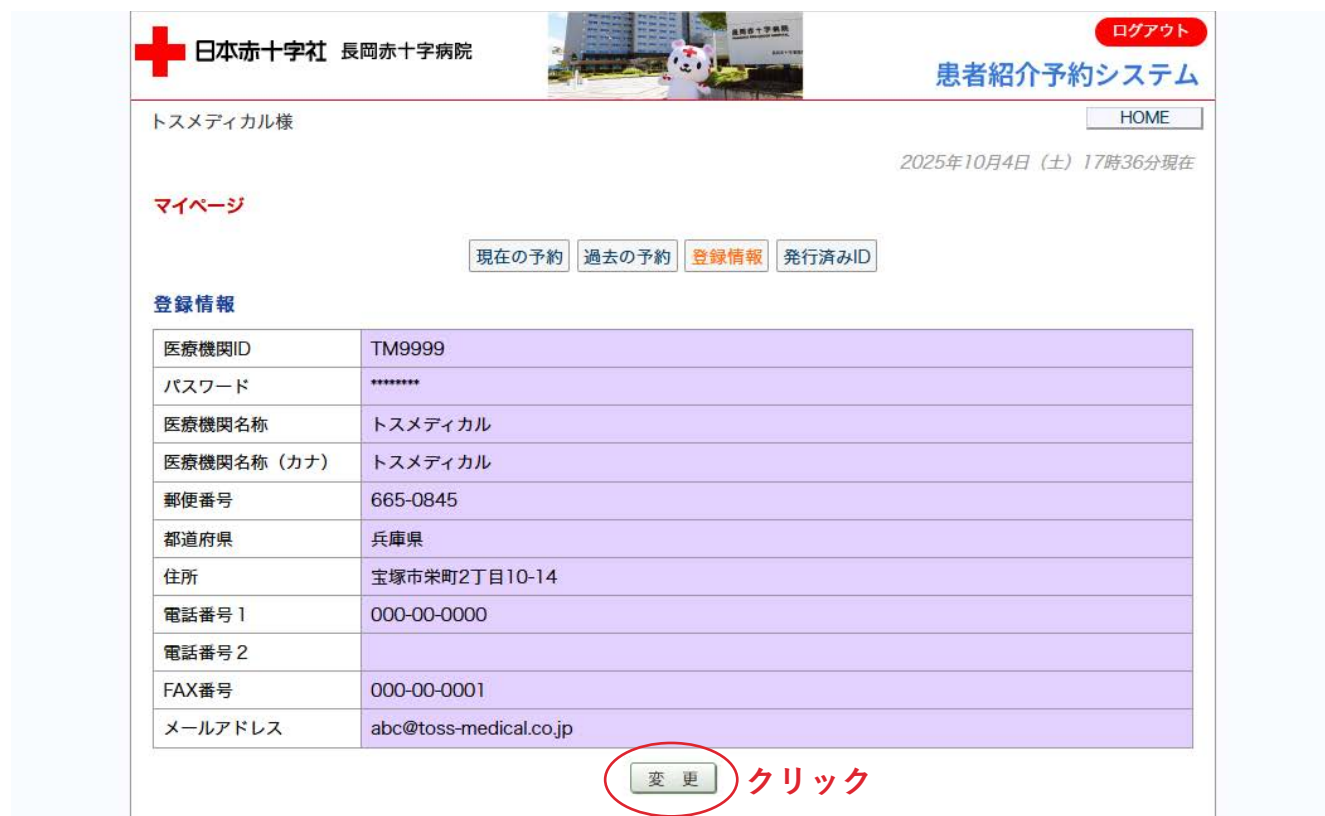 日本赤十字社 長岡赤十字病院
長岡赤十字病院
ログアウト
患者紹介予約システム
トスメディカル様
HOME
2025年10月4日（土）17時36分現在
マイページ
現在の予約 過去の予約 登録情報 発行済みID
登録情報
医療機関ID TM9999
パスワード ********
医療機関名称 トスメディカル
医療機関名称（カナ） トスメディカル
郵便番号 665-0845
都道府県 兵庫県
住所 宝塚市栄町2丁目10-14
電話番号1 000-00-0000
電話番号2
FAX番号 000-00-0001
メールアドレス abc@toss-medical.co.jp
変 更 クリック